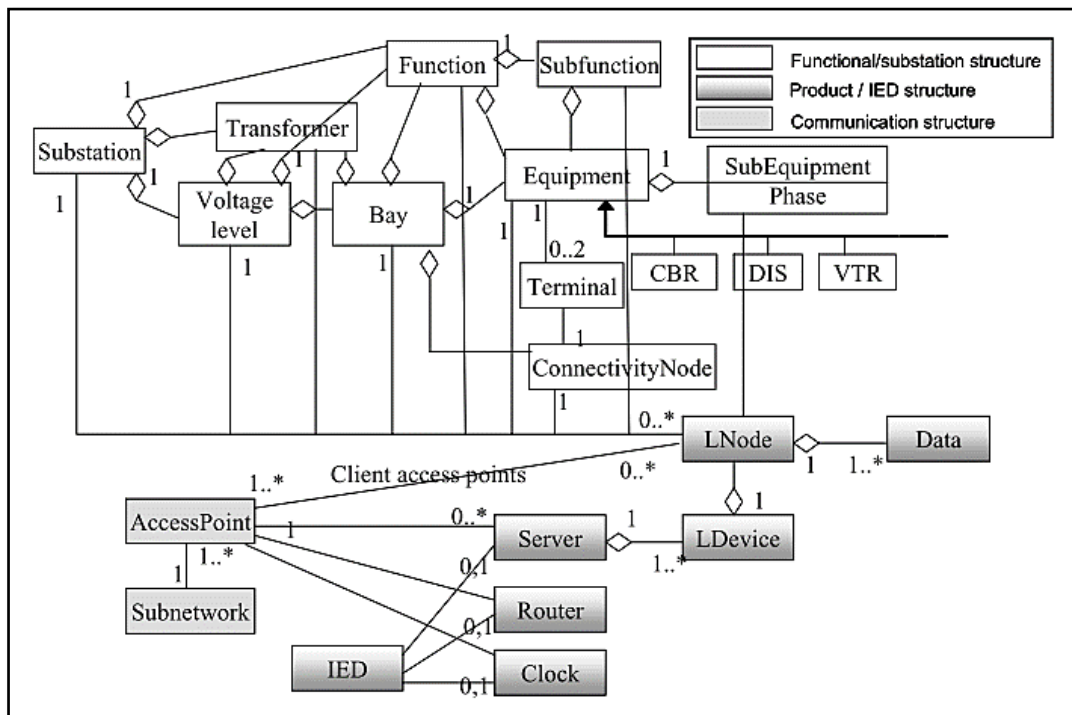 Function
1
Subfunction
Functional/substation structure
Product / IED structure
Communication structure
1
Substation
Transformer
1
1
Voltage
level
1
Bay
1
Equipment
1
SubEquipment
Phase
1
1
1
1
1
0..2
CBR
DIS
VTR
Terminal
1
ConnectivityNode
1
0..*
LNode
1
Data
1..*
Client access points
0..*
1..*
AccessPoint
1
1..*
0..*
Server
1
1..*
LDevice
1
1
Subnetwork
0,1
Router
0,1
IED
Clock
0,1